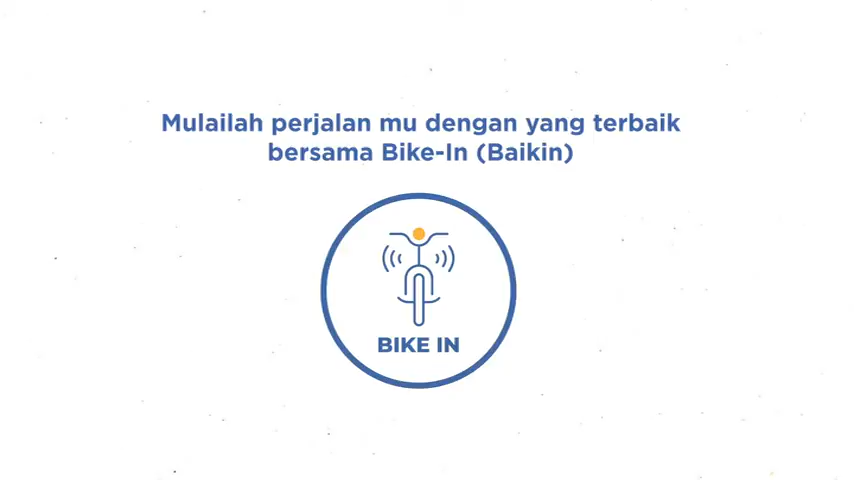 Mulailah perjalan mu dengan yang terbaik
bersama Bike-In (Baikin)
BIKE IN